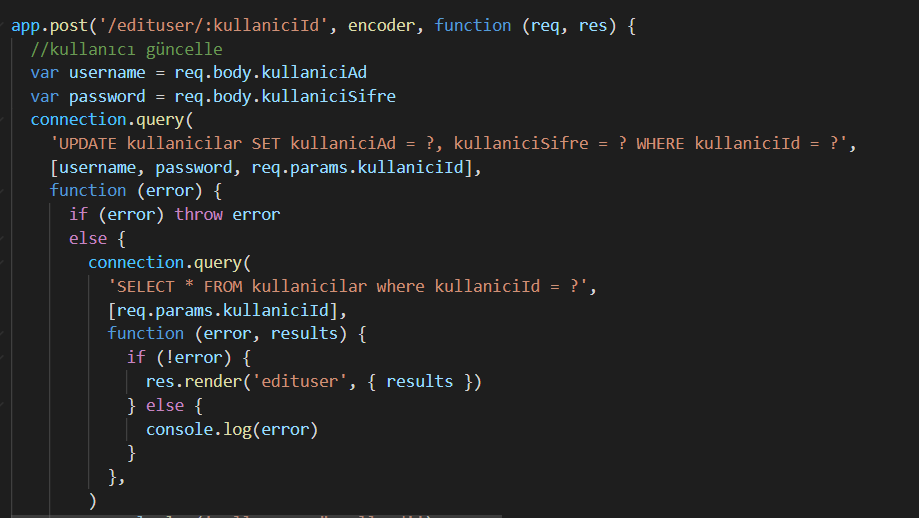 app.post('/edituser/:kullaniciId', encoder, function (req, res) {
//kullanıcı güncelle
var username = req.body.kullaniciAd
var password = req.body.kullaniciSifre
connection.query(
'UPDATE kullanicilar SET kullaniciAd = ?, kullaniciSifre = ? WHERE kullaniciId = ?',
[username, password, req.params.kullaniciId],
function (error) {
if (error) throw error
else {
connection.query(
'SELECT * FROM kullanicilar where kullaniciId = ?',
[req.params.kullaniciId],
function (error, results) {
if (!error) {
res.render('edituser', { results })
} else {
console.log(error)
}
},
)